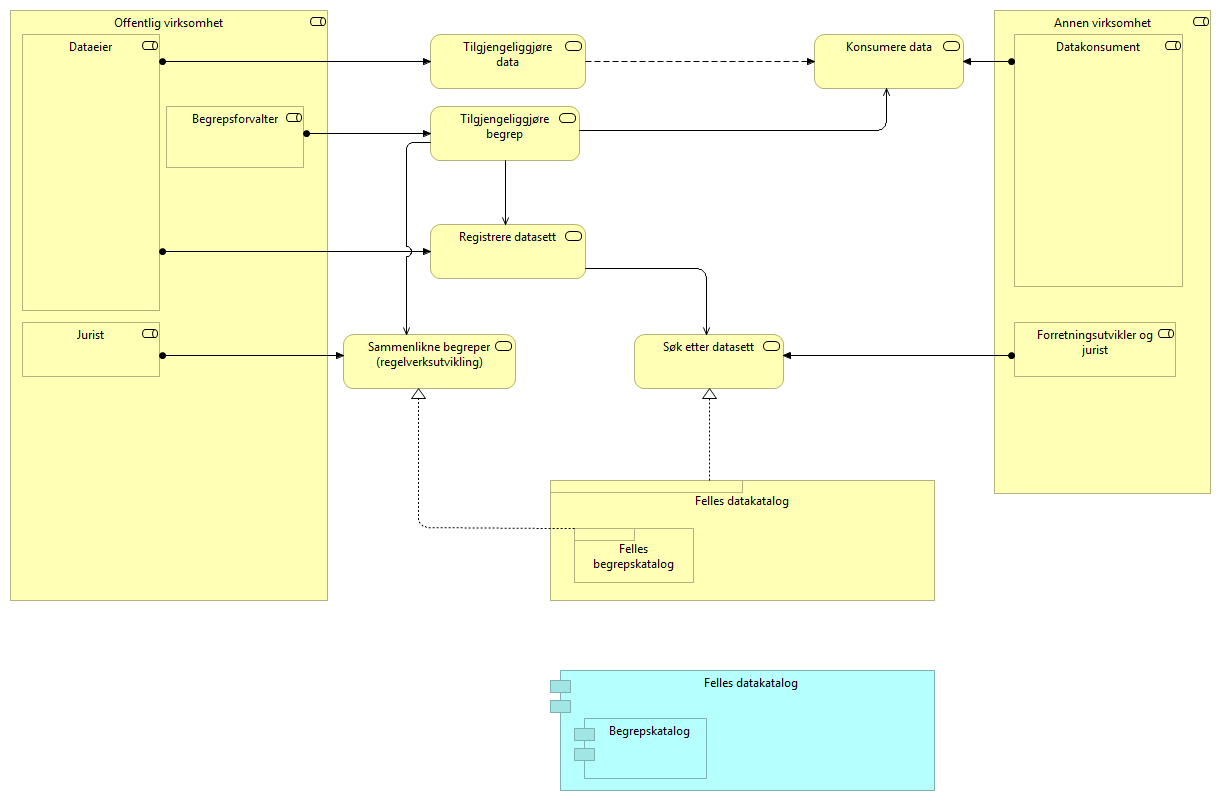 Offentlig virksomhet
Annen virksomhet
Dataeier
Tilgjengeliggjøre
data
Konsumere data
Datakonsument
Begrepsforvalter
Tilgjengeliggjøre
begrep
Registrere datasett
Jurist
Sammenlikne begreper
(regelverksutvikling)
Søk etter datasett
Forretningsutvikler og
jurist
Felles datakatalog
Felles
begrepskatalog
Felles datakatalog
Begrepskatalog